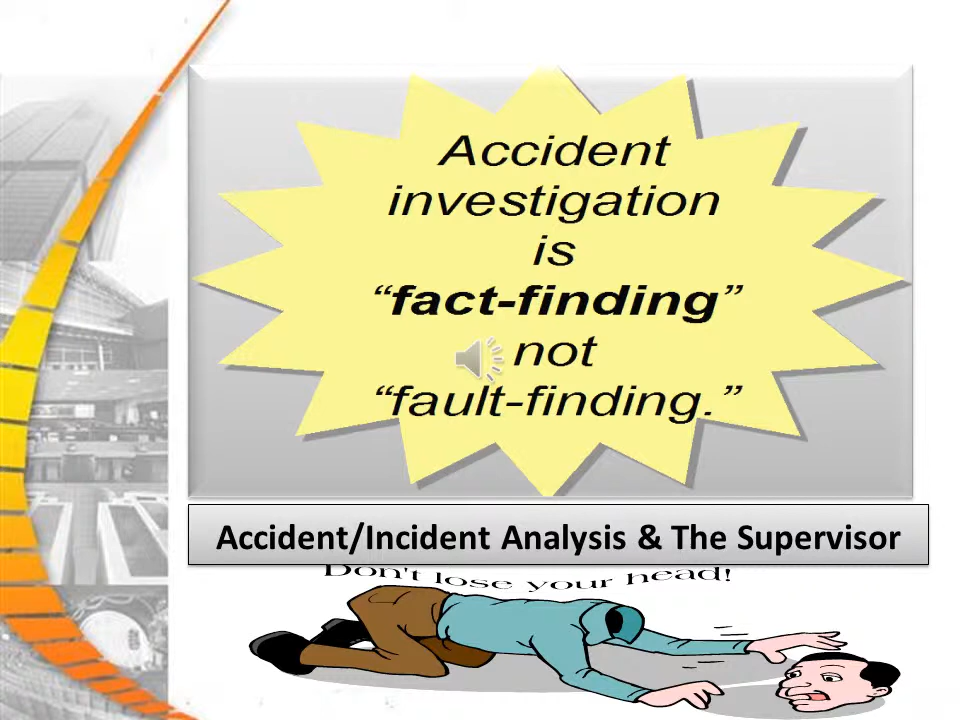 Accident
investigation
is
“fact-finding”
not
“fault-finding.”
Accident/Incident Analysis & The Supervisor
Don't lose your head!